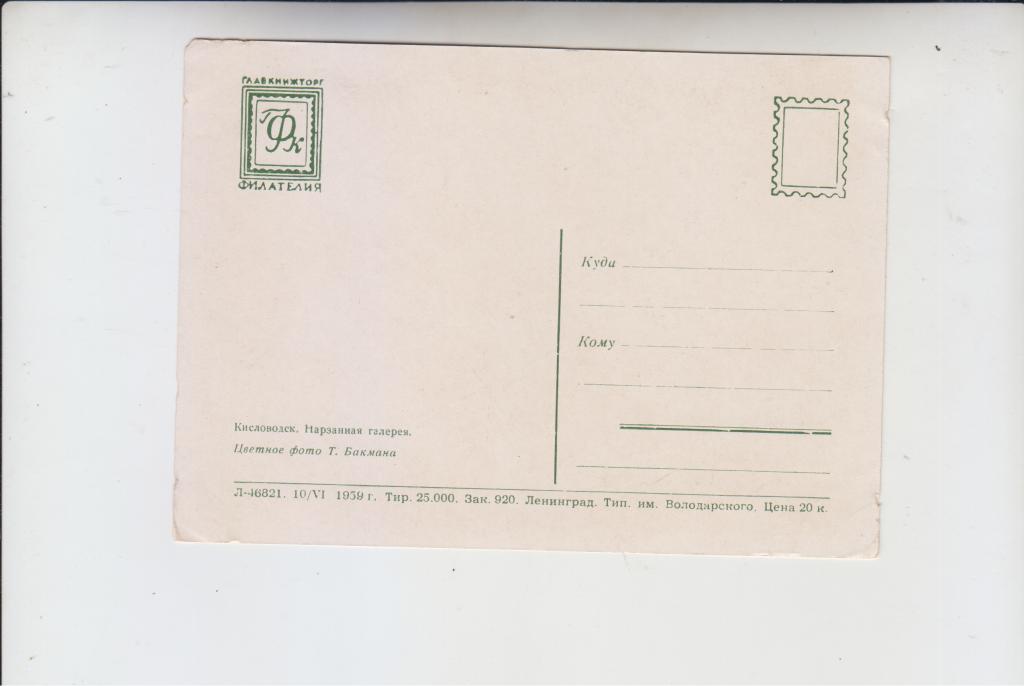 ГЛАВКНИЖТОРГ
ГФК
ФИЛАТЕЛИЯ
Куда
Кому
Кисловодск. Нарзанная галерея.
Цветное фото Т. Бакмана
Л-46821. 10/VI 1959 г. Тир. 25.000. Зак. 920. Ленинград. Тип. им. Володарского. Цена 20 к.